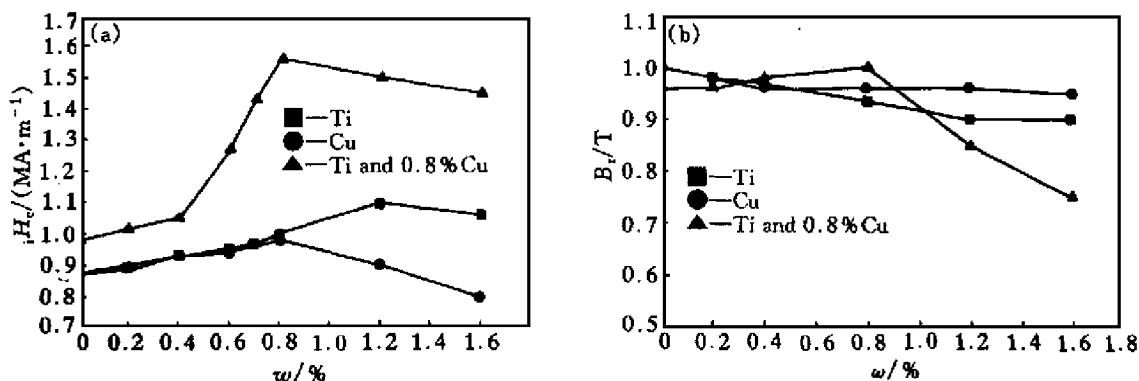 (a)
ᵢH꜀/(MA·m⁻¹)
1.7
1.6
1.5
1.4
1.3
1.2
1.1
1.0
0.9
0.8
0.7
Ti
Cu
Ti and 0.8%Cu
0 0.2 0.4 0.6 0.8 1.0 1.2 1.4 1.6
w/%
(b)
Bᵣ/T
1.0
0.9
0.8
0.7
0.6
0.5
Ti
Cu
Ti and 0.8%Cu
0 0.2 0.4 0.6 0.8 1.0 1.2 1.4 1.6 1.8
ω/%